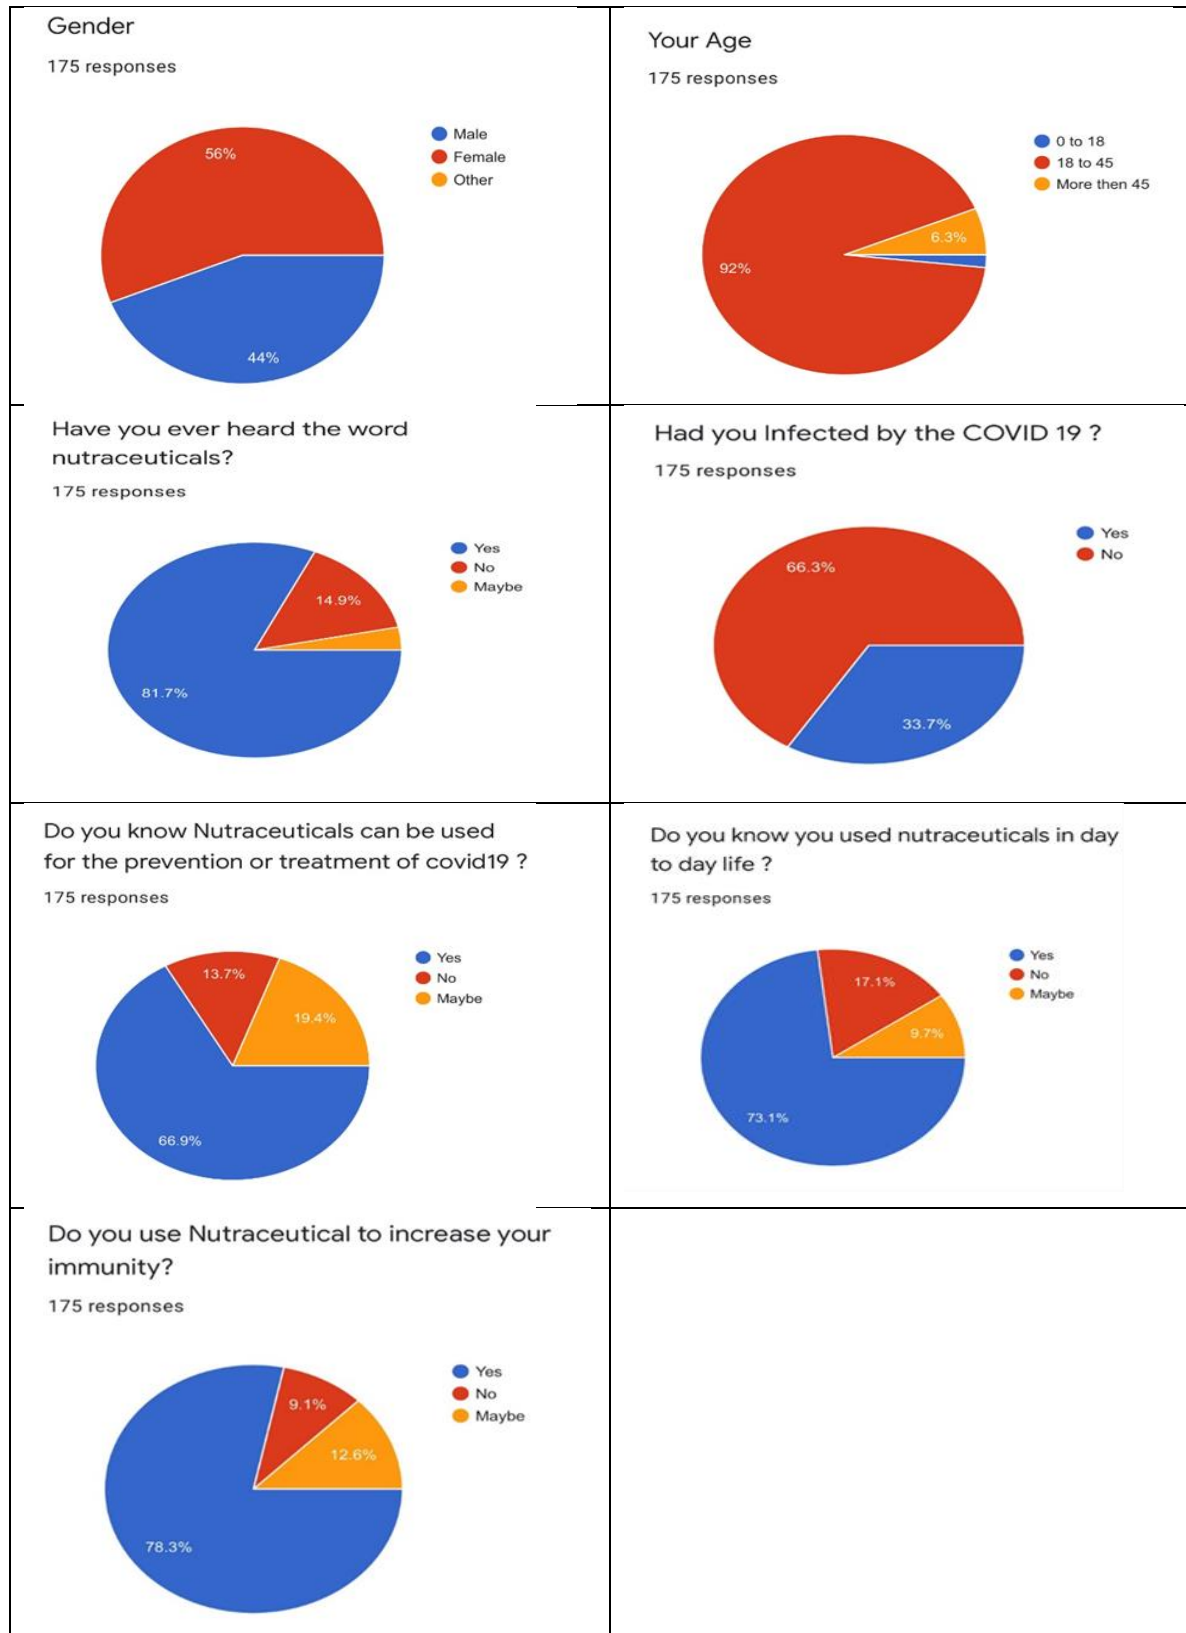 Gender
175 responses
Male
Female
Other
56%
44%
Your Age
175 responses
0 to 18
18 to 45
More then 45
6.3%
92%
Have you ever heard the word
nutraceuticals?
175 responses
Yes
No
Maybe
14.9%
81.7%
Had you Infected by the COVID 19 ?
175 responses
Yes
No
66.3%
33.7%
Do you know Nutraceuticals can be used
for the prevention or treatment of covid19 ?
175 responses
Yes
No
Maybe
13.7%
19.4%
66.9%
Do you know you used nutraceuticals in day
to day life ?
175 responses
Yes
No
Maybe
17.1%
9.7%
73.1%
Do you use Nutraceutical to increase your
immunity?
175 responses
Yes
No
Maybe
9.1%
12.6%
78.3%